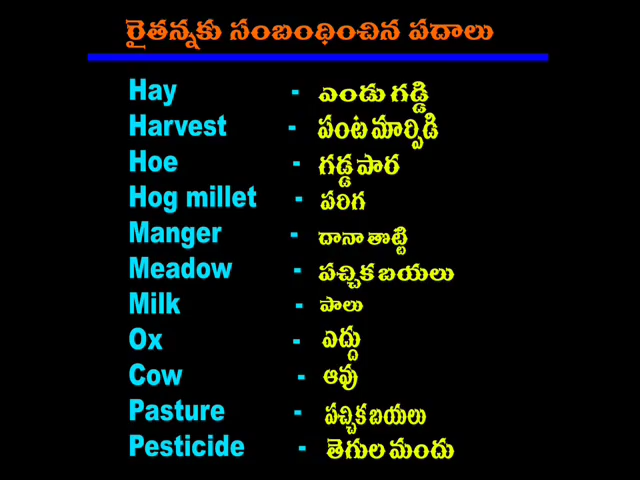 రైతన్నకు సంబంధించిన పదాలు
Hay - ఎండు గడ్డి
Harvest - పంట మార్పిడి
Hoe - గడ్డ పార
Hog millet - పరిగ
Manger - దానా తొట్టి
Meadow - పచ్చిక బయలు
Milk - పాలు
Ox - ఎద్దు
Cow - ఆవు
Pasture - పచ్చిక బయలు
Pesticide - తెగుల మందు